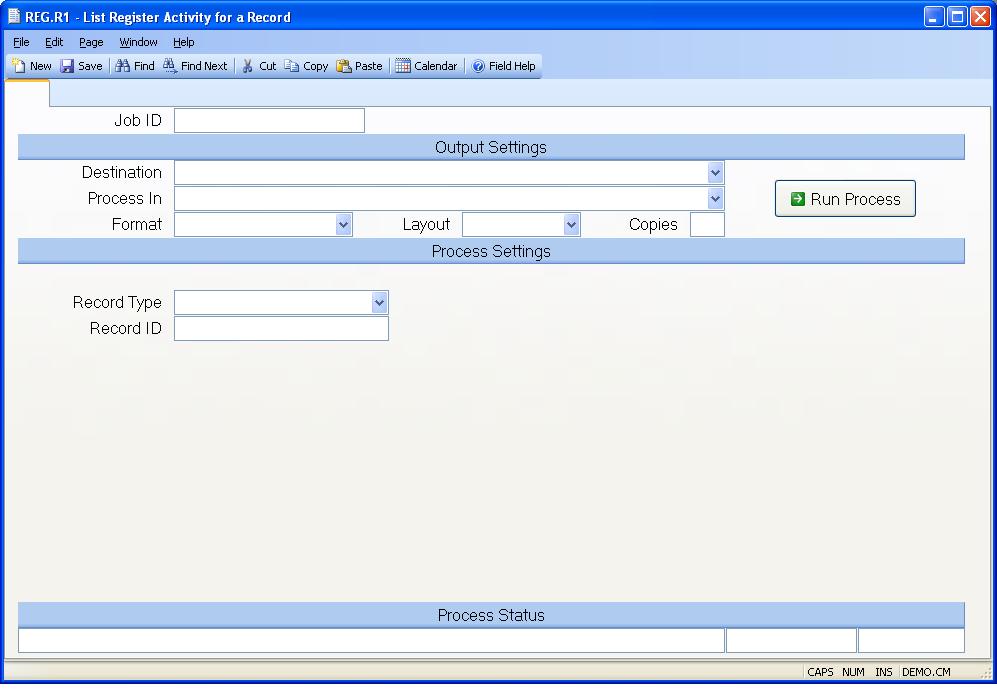 REG.R1 - List Register Activity for a Record
File Edit Page Window Help
New Save Find Find Next Cut Copy Paste Calendar Field Help
Job ID
Output Settings
Destination
Process In
Run Process
Format Layout Copies
Process Settings
Record Type
Record ID
Process Status
CAPS NUM INS DEMO.CM